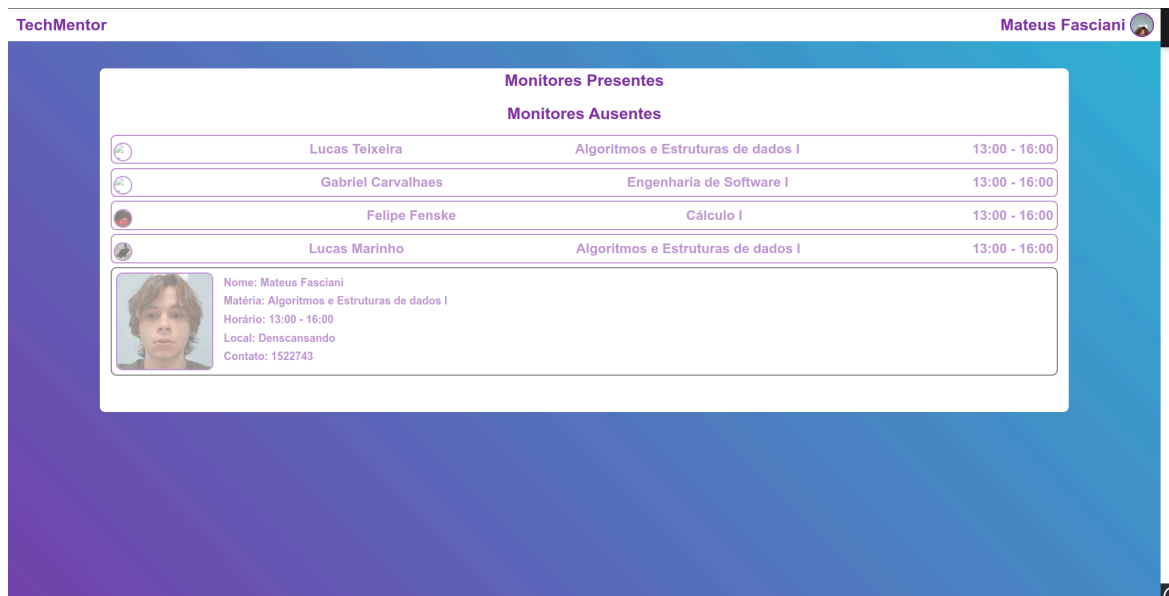 TechMentor
Mateus Fasciani
Monitores Presentes
Monitores Ausentes
Lucas Teixeira Algoritmos e Estruturas de dados I 13:00 - 16:00
Gabriel Carvalhaes Engenharia de Software I 13:00 - 16:00
Felipe Fenske Cálculo I 13:00 - 16:00
Lucas Marinho Algoritmos e Estruturas de dados I 13:00 - 16:00
Nome: Mateus Fasciani
Matéria: Algoritmos e Estruturas de dados I
Horário: 13:00 - 16:00
Local: Denscansando
Contato: 1522743